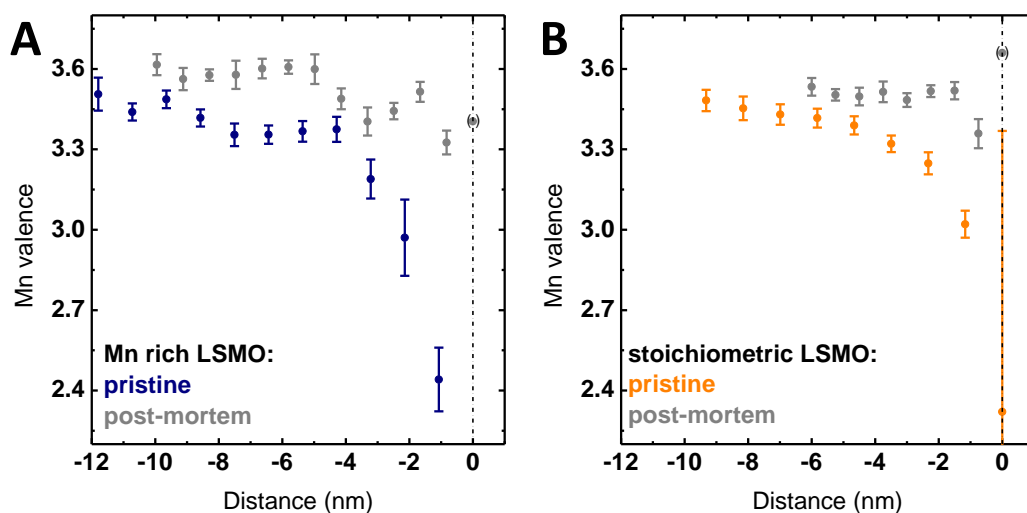 A
Mn valence
3.6
3.3
3.0
2.7
2.4
Mn rich LSMO:
pristine
post-mortem
-12
-10
-8
-6
-4
-2
0
Distance (nm)
()
B
Mn valence
3.6
3.3
3.0
2.7
2.4
stoichiometric LSMO:
pristine
post-mortem
-12
-10
-8
-6
-4
-2
0
Distance (nm)
()